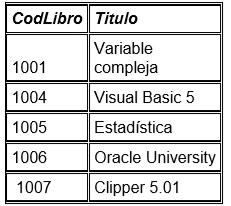 CodLibro Titulo
1001 Variable
compleja
1004 Visual Basic 5
1005 Estadística
1006 Oracle University
1007 Clipper 5.01